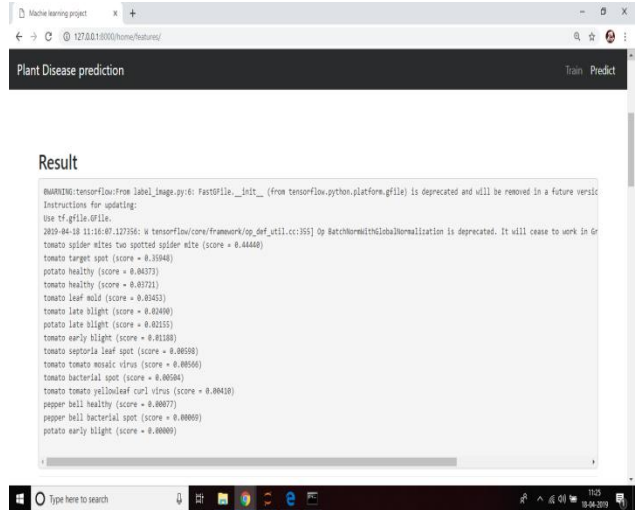 Machie learning project
127.0.0.1:8000/home/features/
Plant Disease prediction
Train Predict
Result
WARNING:tensorflow:From label_image.py:6: FastGFile.__init__ (from tensorflow.python.platform.gfile) is deprecated and will be removed in a future versic
Instructions for updating:
Use tf.gfile.GFile.
2019-04-18 11:16:07.127356: W tensorflow/core/framework/op_def_util.cc:355] Op BatchNormWithGlobalNormalization is deprecated. It will cease to work in Gr
tomato spider mites two spotted spider mite (score = 0.44440)
tomato target spot (score = 0.35948)
potato healthy (score = 0.04373)
tomato healthy (score = 0.03721)
tomato leaf mold (score = 0.03453)
tomato late blight (score = 0.02490)
potato late blight (score = 0.02155)
tomato early blight (score = 0.01188)
tomato septoria leaf spot (score = 0.00598)
tomato tomato mosaic virus (score = 0.00566)
tomato bacterial spot (score = 0.00504)
tomato tomato yellowleaf curl virus (score = 0.00410)
pepper bell healthy (score = 0.00077)
pepper bell bacterial spot (score = 0.00069)
potato early blight (score = 0.00009)
Type here to search
11:25
18-04-2019